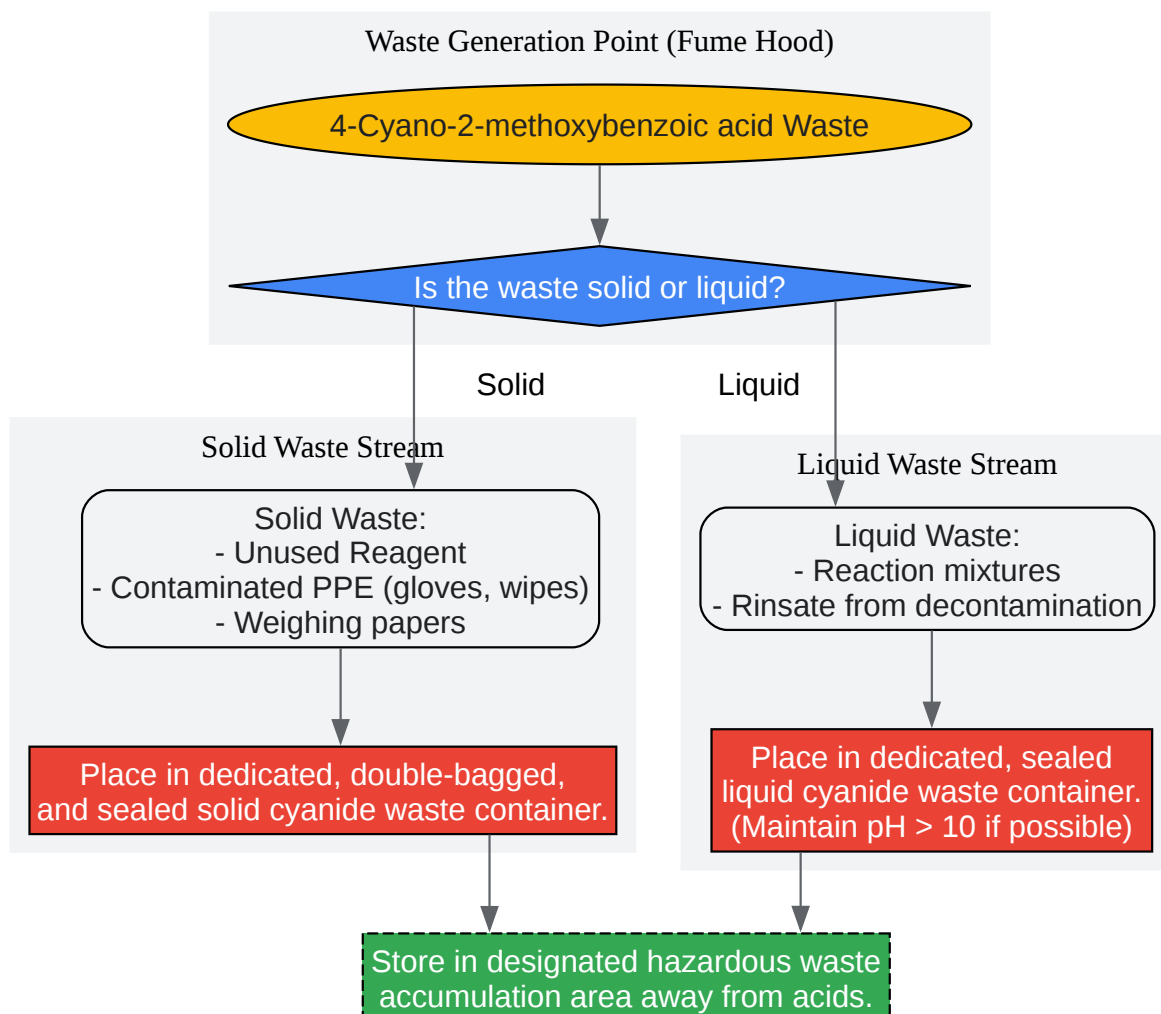 Waste Generation Point (Fume Hood)
4-Cyano-2-methoxybenzoic acid Waste
Is the waste solid or liquid?
Solid
Liquid
Solid Waste Stream
Solid Waste:
- Unused Reagent
- Contaminated PPE (gloves, wipes)
- Weighing papers
Place in dedicated, double-bagged,
and sealed solid cyanide waste container.
Liquid Waste Stream
Liquid Waste:
- Reaction mixtures
- Rinsate from decontamination
Place in dedicated, sealed
liquid cyanide waste container.
(Maintain pH > 10 if possible)
Store in designated hazardous waste
accumulation area away from acids.